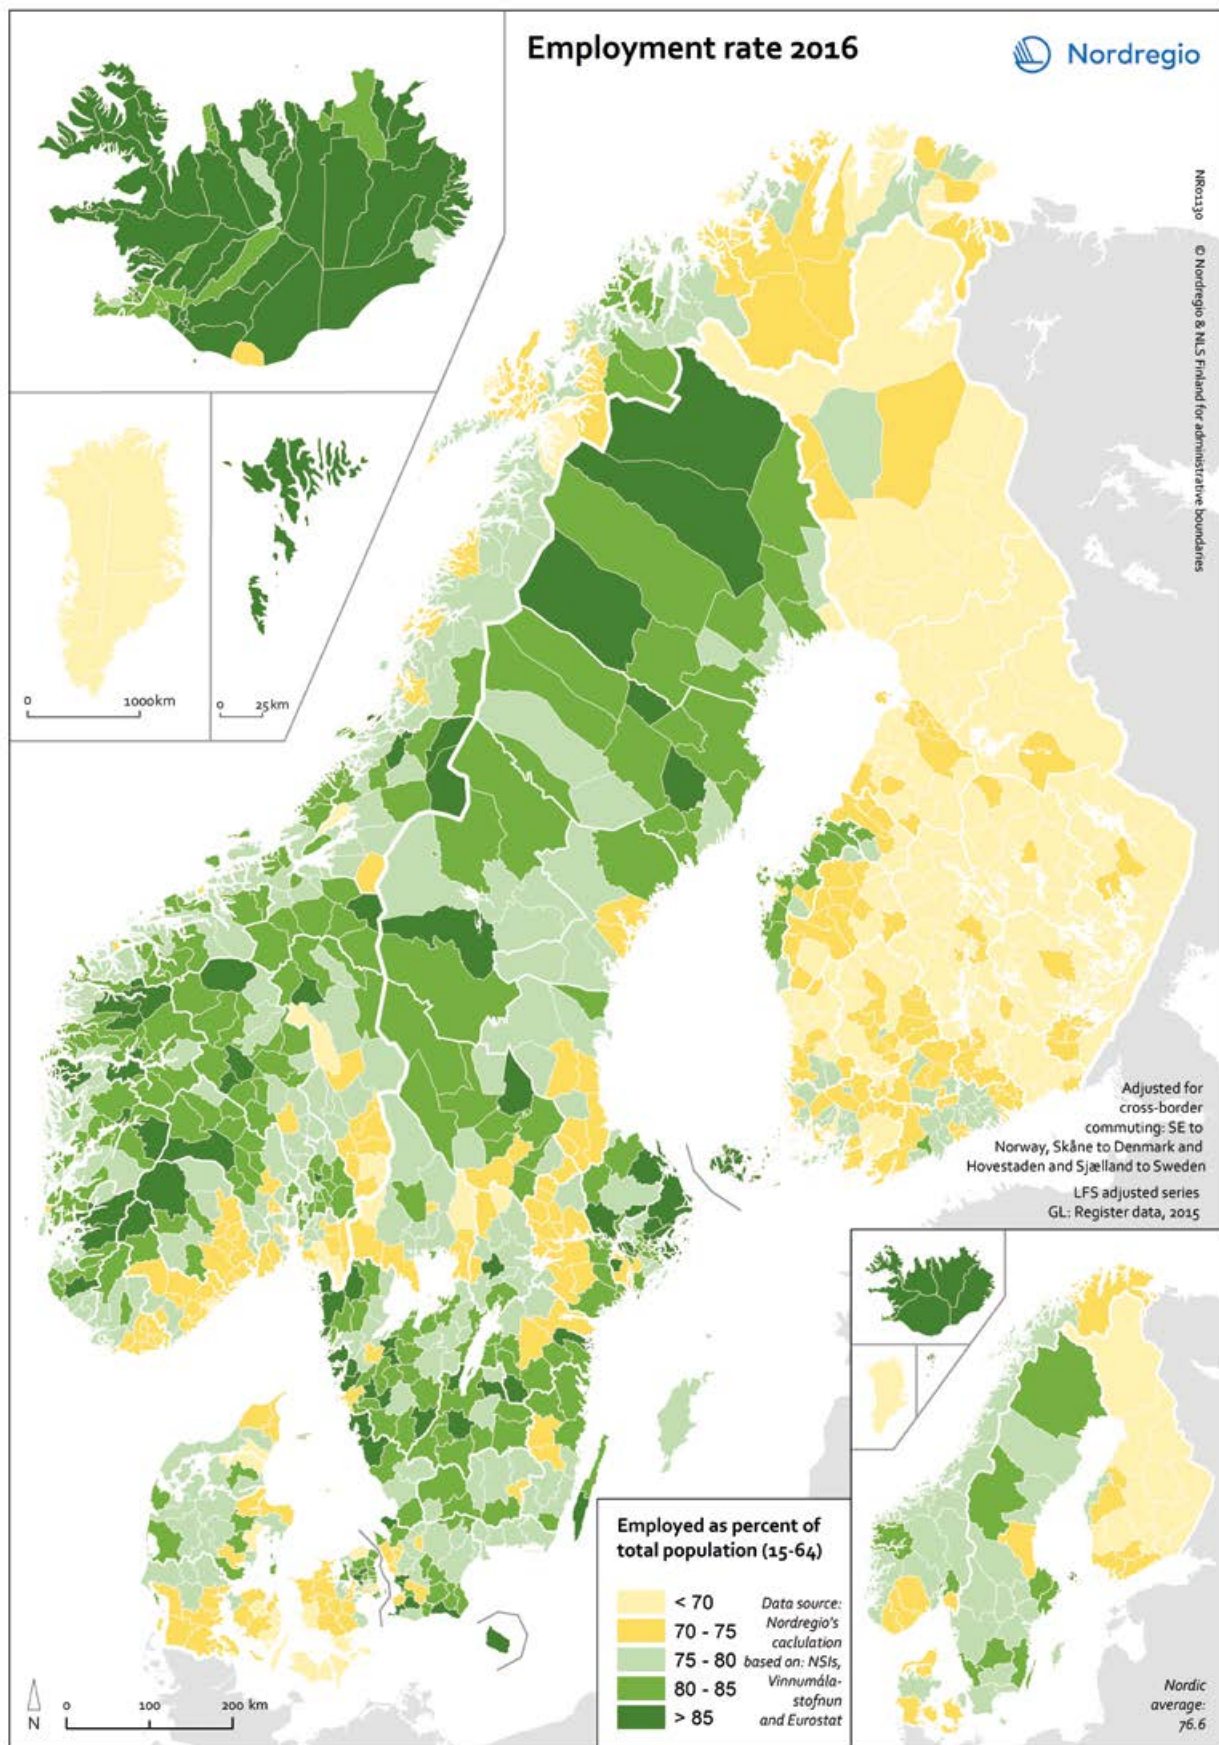 Employment rate 2016
Nordregio
NR01130 © Nordregio & NLS Finland for administrative boundaries
0 1000km
0 25km
Adjusted for
cross-border
commuting: SE to
Norway, Skåne to Denmark and
Hovestaden and Sjælland to Sweden
LFS adjusted series
GL: Register data, 2015
Employed as percent of
total population (15-64)
< 70
70 - 75
75 - 80
80 - 85
> 85
Data source:
Nordregio's
caclulation
based on: NSIs,
Vinnumála-
stofnun
and Eurostat
Nordic
average:
76.6
N
0 100 200 km